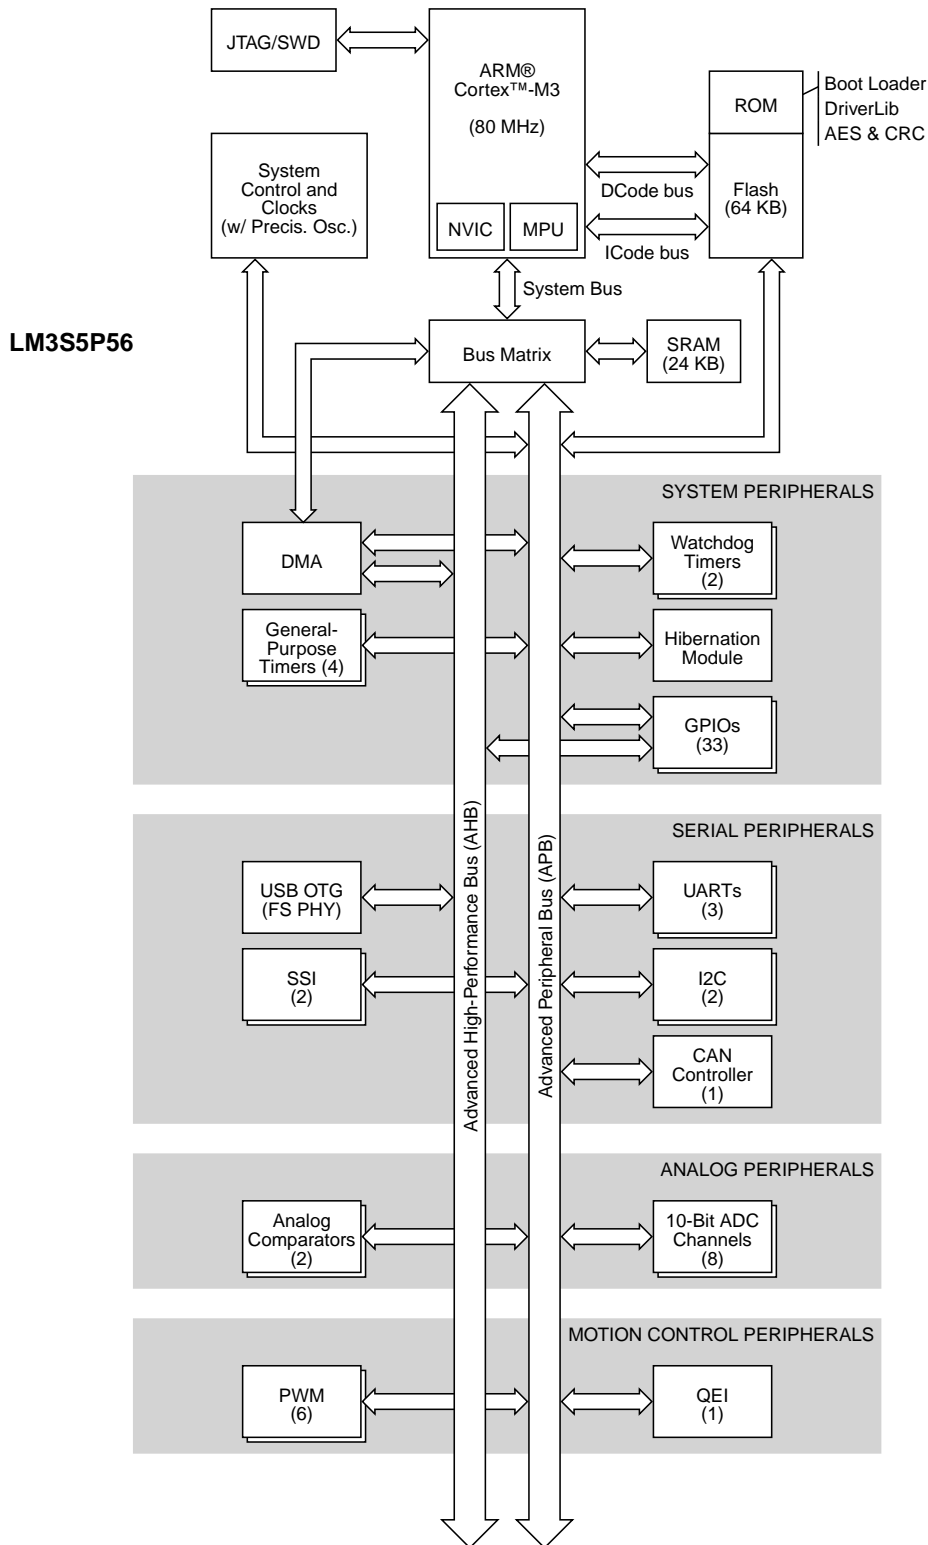 JTAG/SWD
ARM®
Cortex™-M3
(80 MHz)
NVIC
MPU
ROM
Boot Loader
DriverLib
AES & CRC
Flash
(64 KB)
DCode bus
ICode bus
System
Control and
Clocks
(w/ Precis. Osc.)
System Bus
LM3S5P56
Bus Matrix
SRAM
(24 KB)
SYSTEM PERIPHERALS
DMA
Watchdog
Timers
(2)
General-
Purpose
Timers (4)
Hibernation
Module
GPIOs
(33)
Advanced High-Performance Bus (AHB)
Advanced Peripheral Bus (APB)
SERIAL PERIPHERALS
USB OTG
(FS PHY)
UARTs
(3)
SSI
(2)
I2C
(2)
CAN
Controller
(1)
ANALOG PERIPHERALS
Analog
Comparators
(2)
10-Bit ADC
Channels
(8)
MOTION CONTROL PERIPHERALS
PWM
(6)
QEI
(1)